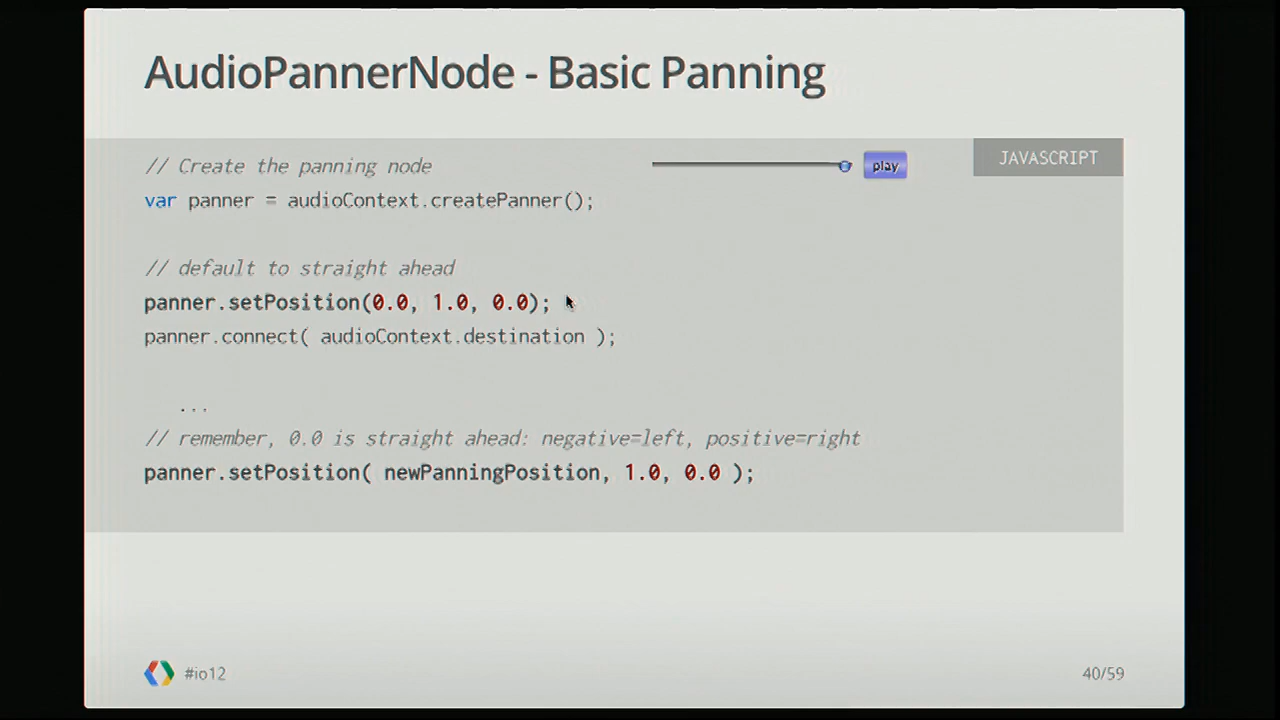 AudioPannerNode - Basic Panning
// Create the panning node
play
JAVASCRIPT
var panner = audioContext.createPanner();
// default to straight ahead
panner.setPosition(0.0, 1.0, 0.0);
panner.connect( audioContext.destination );
...
// remember, 0.0 is straight ahead: negative=left, positive=right
panner.setPosition( newPanningPosition, 1.0, 0.0 );
#io12
40/59